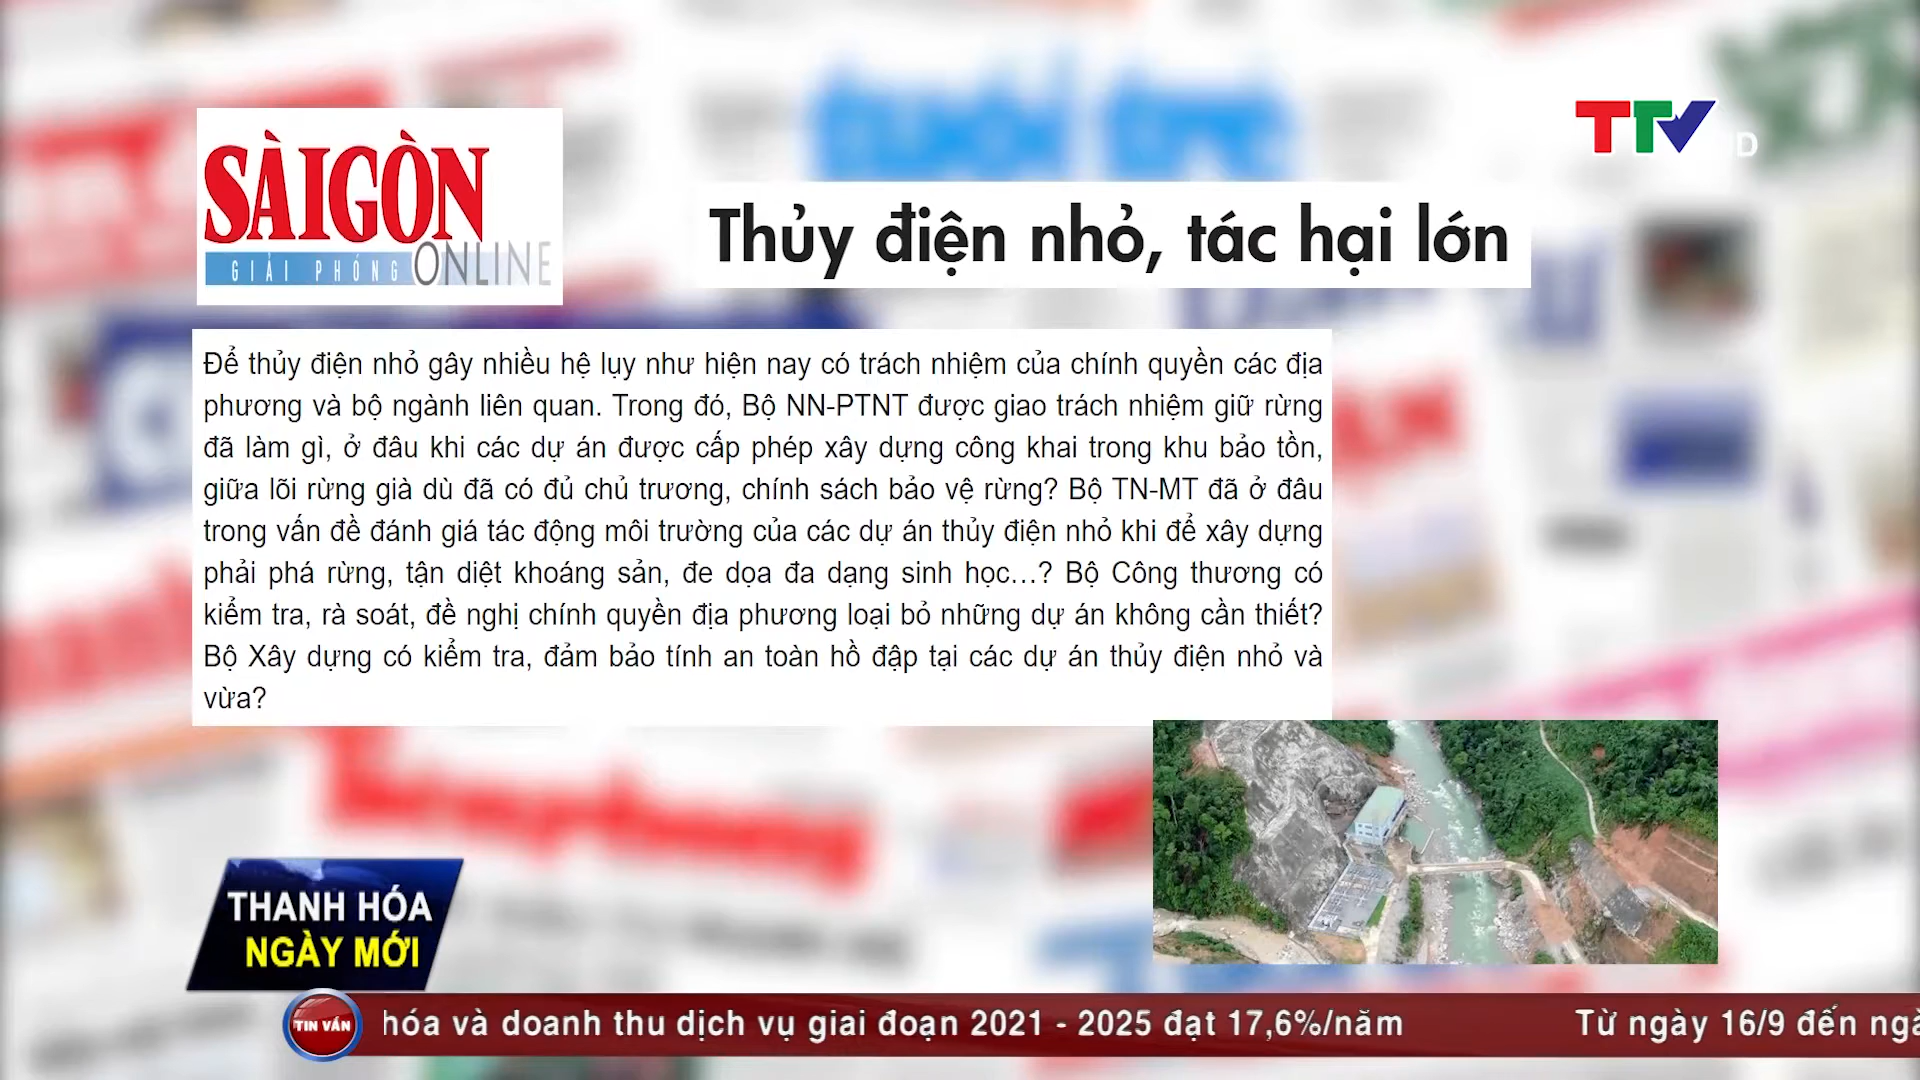 SÀIGÒN
GIẢI PHÓNG ONLINE
TTV
Thủy điện nhỏ, tác hại lớn
Để thủy điện nhỏ gây nhiều hệ lụy như hiện nay có trách nhiệm của chính quyền các địa
phương và bộ ngành liên quan. Trong đó, Bộ NN-PTNT được giao trách nhiệm giữ rừng
đã làm gì, ở đâu khi các dự án được cấp phép xây dựng công khai trong khu bảo tồn,
giữa lõi rừng già dù đã có đủ chủ trương, chính sách bảo vệ rừng? Bộ TN-MT đã ở đâu
trong vấn đề đánh giá tác động môi trường của các dự án thủy điện nhỏ khi để xây dựng
phải phá rừng, tận diệt khoáng sản, đe dọa đa dạng sinh học…? Bộ Công thương có
kiểm tra, rà soát, đề nghị chính quyền địa phương loại bỏ những dự án không cần thiết?
Bộ Xây dựng có kiểm tra, đảm bảo tính an toàn hồ đập tại các dự án thủy điện nhỏ và
vừa?
THANH HÓA
NGÀY MỚI
TIN VẮN
hóa và doanh thu dịch vụ giai đoạn 2021 - 2025 đạt 17,6%/năm Từ ngày 16/9 đến